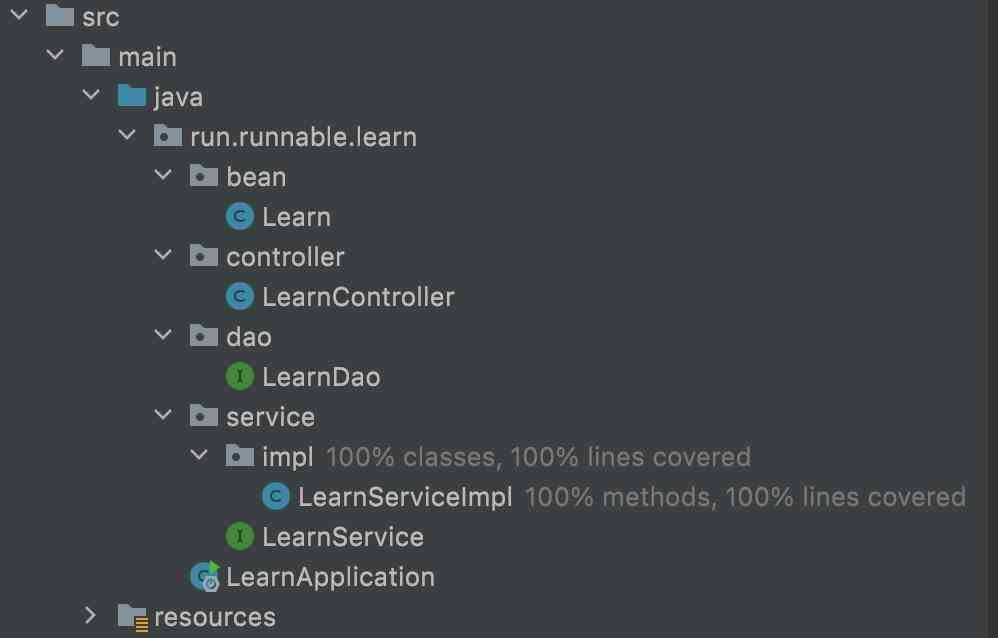 src
main
java
run.runnable.learn
bean
Learn
controller
LearnController
dao
LearnDao
service
impl 100% classes, 100% lines covered
LearnServiceImpl 100% methods, 100% lines covered
LearnService
LearnApplication
resources